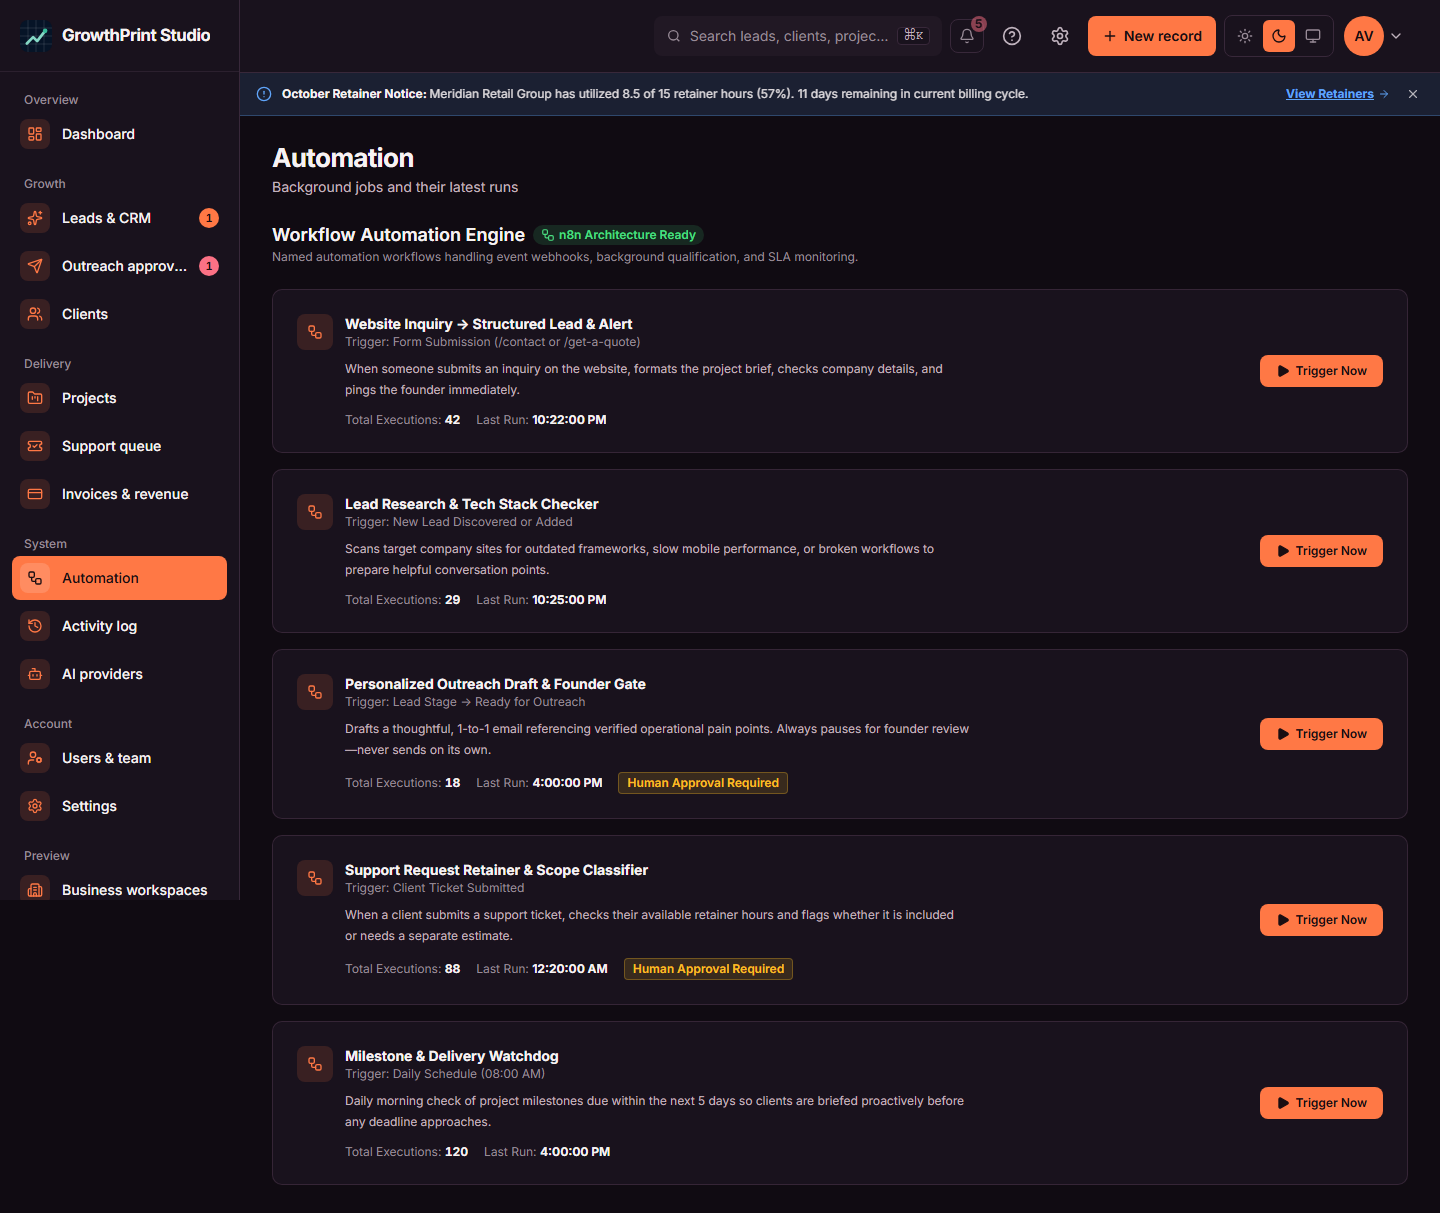 GrowthPrint Studio
Search leads, clients, projec...
⌘K
5
New record
AV
October Retainer Notice: Meridian Retail Group has utilized 8.5 of 15 retainer hours (57%). 11 days remaining in current billing cycle.
View Retainers →
Overview
Dashboard
Growth
Leads & CRM
1
Outreach approv...
1
Clients
Delivery
Projects
Support queue
Invoices & revenue
System
Automation
Activity log
AI providers
Account
Users & team
Settings
Preview
Business workspaces
Automation
Background jobs and their latest runs
Workflow Automation Engine
n8n Architecture Ready
Named automation workflows handling event webhooks, background qualification, and SLA monitoring.
Website Inquiry → Structured Lead & Alert
Trigger: Form Submission (/contact or /get-a-quote)
When someone submits an inquiry on the website, formats the project brief, checks company details, and
pings the founder immediately.
Total Executions: 42 Last Run: 10:22:00 PM
Trigger Now
Lead Research & Tech Stack Checker
Trigger: New Lead Discovered or Added
Scans target company sites for outdated frameworks, slow mobile performance, or broken workflows to
prepare helpful conversation points.
Total Executions: 29 Last Run: 10:25:00 PM
Trigger Now
Personalized Outreach Draft & Founder Gate
Trigger: Lead Stage → Ready for Outreach
Drafts a thoughtful, 1-to-1 email referencing verified operational pain points. Always pauses for founder review
—never sends on its own.
Total Executions: 18 Last Run: 4:00:00 PM Human Approval Required
Trigger Now
Support Request Retainer & Scope Classifier
Trigger: Client Ticket Submitted
When a client submits a support ticket, checks their available retainer hours and flags whether it is included
or needs a separate estimate.
Total Executions: 88 Last Run: 12:20:00 AM Human Approval Required
Trigger Now
Milestone & Delivery Watchdog
Trigger: Daily Schedule (08:00 AM)
Daily morning check of project milestones due within the next 5 days so clients are briefed proactively before
any deadline approaches.
Total Executions: 120 Last Run: 4:00:00 PM
Trigger Now